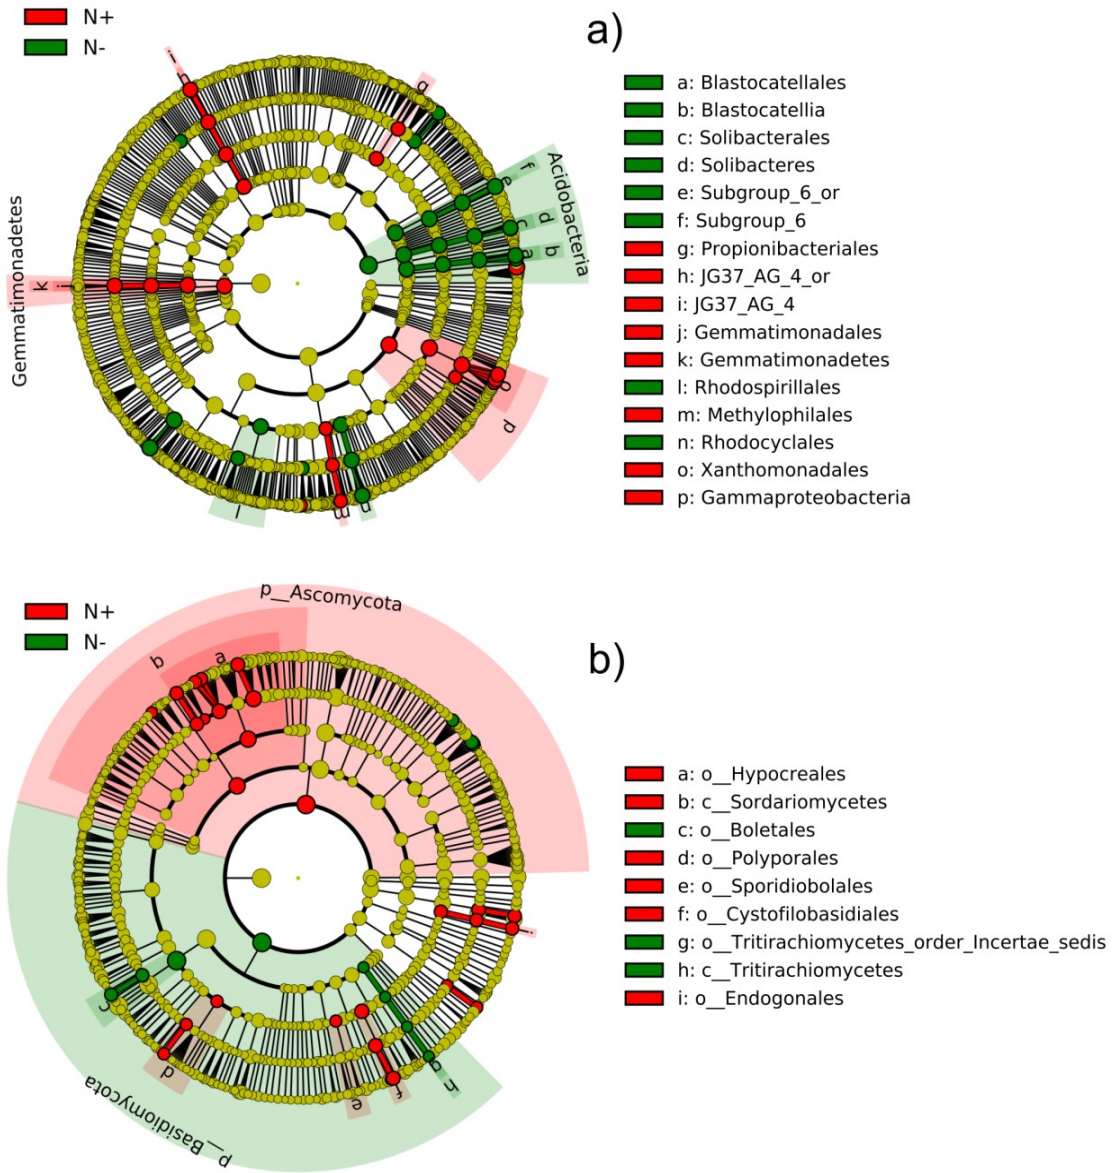 N+
N-
a)
a: Blastocatellales
b: Blastocatellia
c: Solibacterales
d: Solibacteres
e: Subgroup_6_or
f: Subgroup_6
g: Propionibacteriales
h: JG37_AG_4_or
i: JG37_AG_4
j: Gemmatimonadales
k: Gemmatimonadetes
l: Rhodospirillales
m: Methylophilales
n: Rhodocyclales
o: Xanthomonadales
p: Gammaproteobacteria
i
h
g
Acidobacteria
f
e
d
c
b
a
Gemmatimonadetes
k
j
o
p
l
m
n
N+
N-
b)
p__Ascomycota
b
a
a: o__Hypocreales
b: c__Sordariomycetes
c: o__Boletales
d: o__Polyporales
e: o__Sporidiobolales
f: o__Cystofilobasidiales
g: o__Tritirachiomycetes_order_Incertae_sedis
h: c__Tritirachiomycetes
i: o__Endogonales
i
c
d
e
f
g
h
p__Basidiomycota